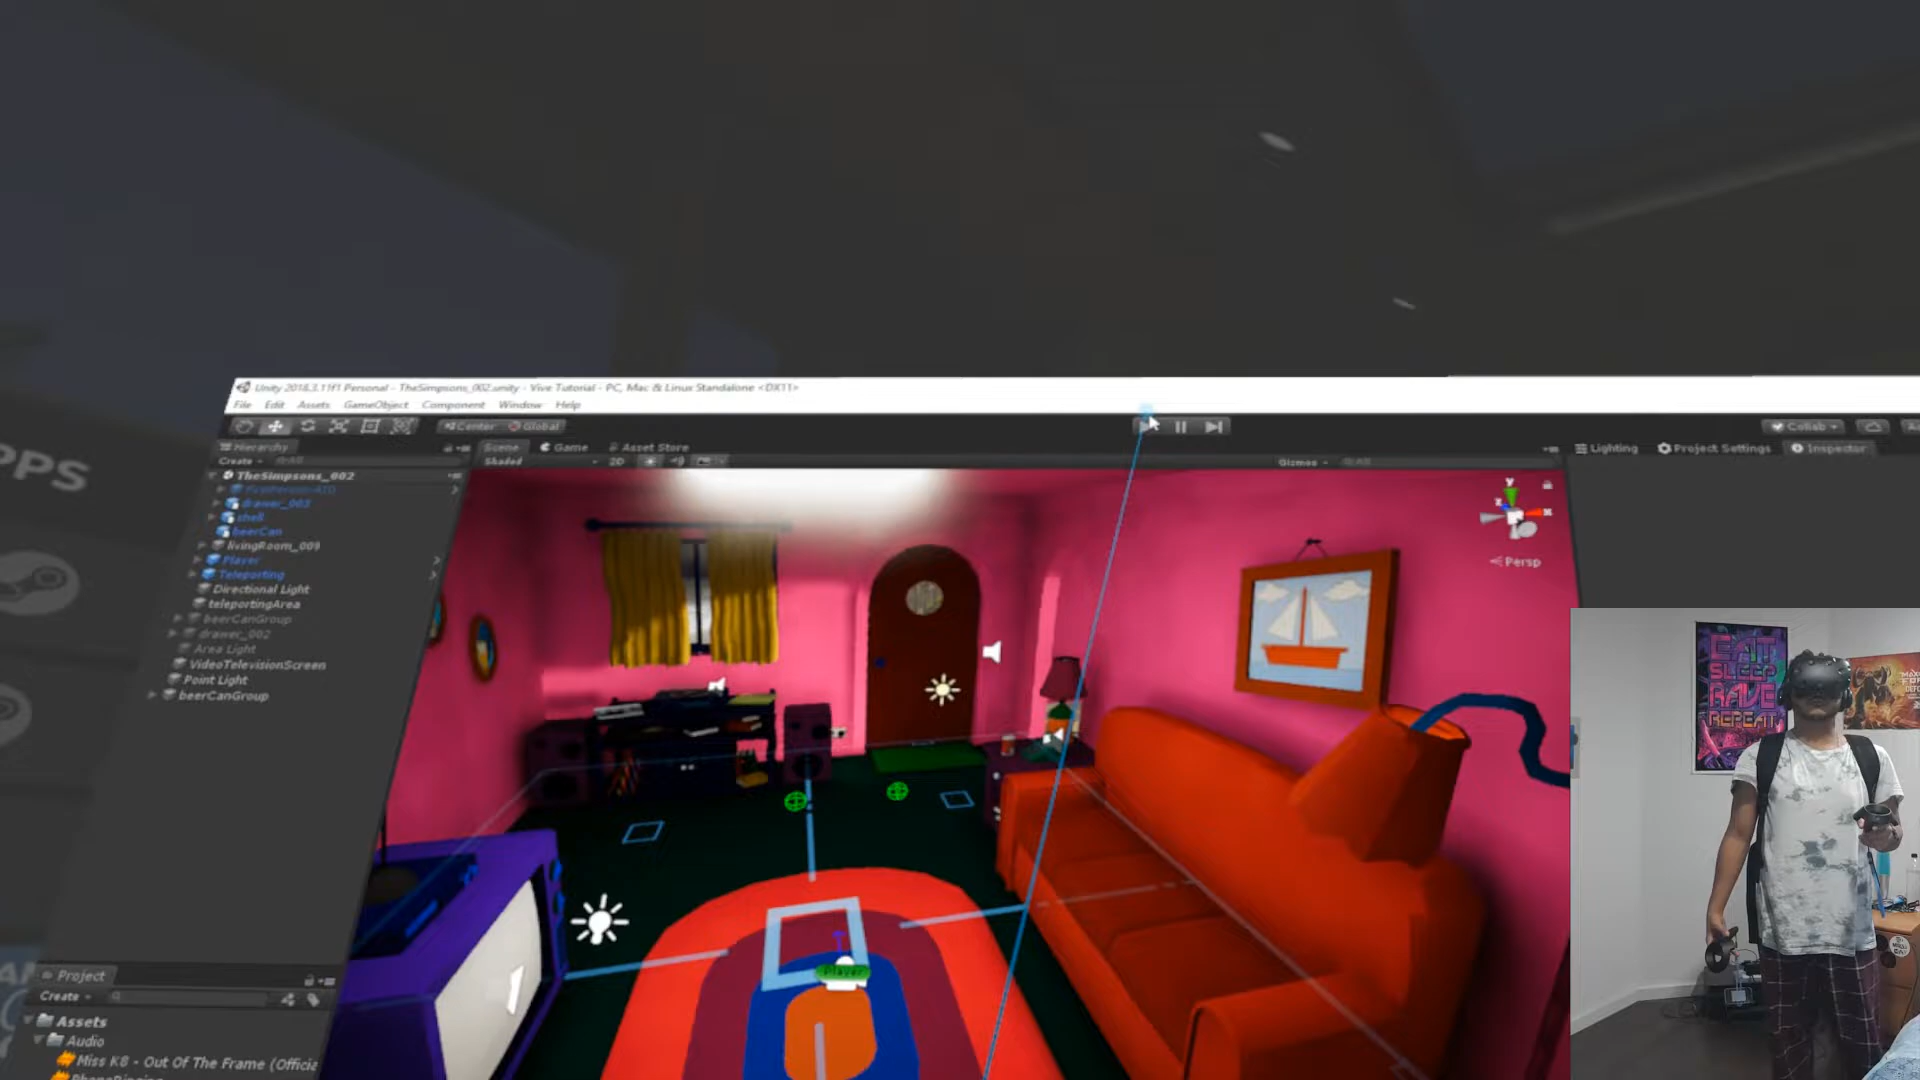 Unity 2018.3.11f1 Personal - TheSimpsons_002.unity - Vive Tutorial - PC, Mac & Linux Standalone <DX11>
File Edit Assets GameObject Component Window Help
Center Global
Collab
Hierarchy
Scene Game Asset Store
Lighting Project Settings Inspector
Create
Shaded 2D
Gizmos
TheSimpsons_002
drawer_003
shell
beerCan
livingRoom_009
Player
Teleporting
Directional Light
teleportingArea
beerCanGroup
drawer_002
Area Light
VideoTelevisionScreen
Point Light
beerCanGroup
PPS
y
x
z
Persp
Player
EAT
SLEEP
RAVE
REPEAT
Project
Create
Assets
Audio
Miss K8 - Out Of The Frame (Officia